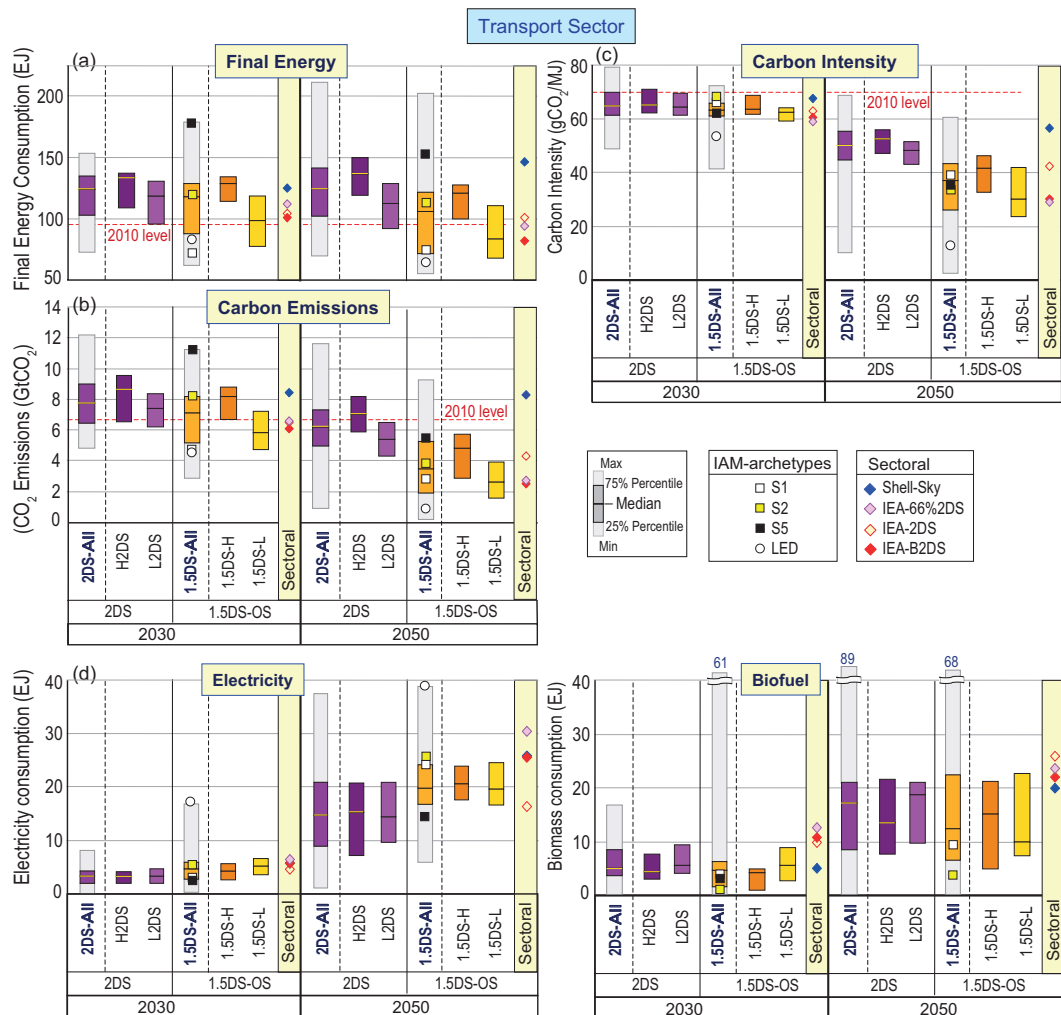 Transport Sector
(a)
Final Energy
Final Energy Consumption (EJ)
200
150
100
50
2010 level
(b)
Carbon Emissions
(CO2 Emissions (GtCO2)
14
12
10
8
6
4
2
0
2010 level
2DS-All
H2DS
L2DS
1.5DS-All
1.5DS-H
1.5DS-L
Sectoral
2DS-All
H2DS
L2DS
1.5DS-All
1.5DS-H
1.5DS-L
Sectoral
2DS
1.5DS-OS
2DS
1.5DS-OS
2030
2050
(c)
Carbon Intensity
Carbon Intensity (gCO2/MJ)
80
60
40
20
0
2010 level
2DS-All
H2DS
L2DS
1.5DS-All
1.5DS-H
1.5DS-L
Sectoral
2DS-All
H2DS
L2DS
1.5DS-All
1.5DS-H
1.5DS-L
Sectoral
2DS
1.5DS-OS
2DS
1.5DS-OS
2030
2050
Max
75% Percentile
Median
25% Percentile
Min
IAM-archetypes
S1
S2
S5
LED
Sectoral
Shell-Sky
IEA-66%2DS
IEA-2DS
IEA-B2DS
(d)
Electricity
Electricity consumption (EJ)
40
30
20
10
0
2DS-All
H2DS
L2DS
1.5DS-All
1.5DS-H
1.5DS-L
Sectoral
2DS-All
H2DS
L2DS
1.5DS-All
1.5DS-H
1.5DS-L
Sectoral
2DS
1.5DS-OS
2DS
1.5DS-OS
2030
2050
61
89
68
Biofuel
Biomass consumption (EJ)
40
30
20
10
0
2DS-All
H2DS
L2DS
1.5DS-All
1.5DS-H
1.5DS-L
Sectoral
2DS-All
H2DS
L2DS
1.5DS-All
1.5DS-H
1.5DS-L
Sectoral
2DS
1.5DS-OS
2DS
1.5DS-OS
2030
2050